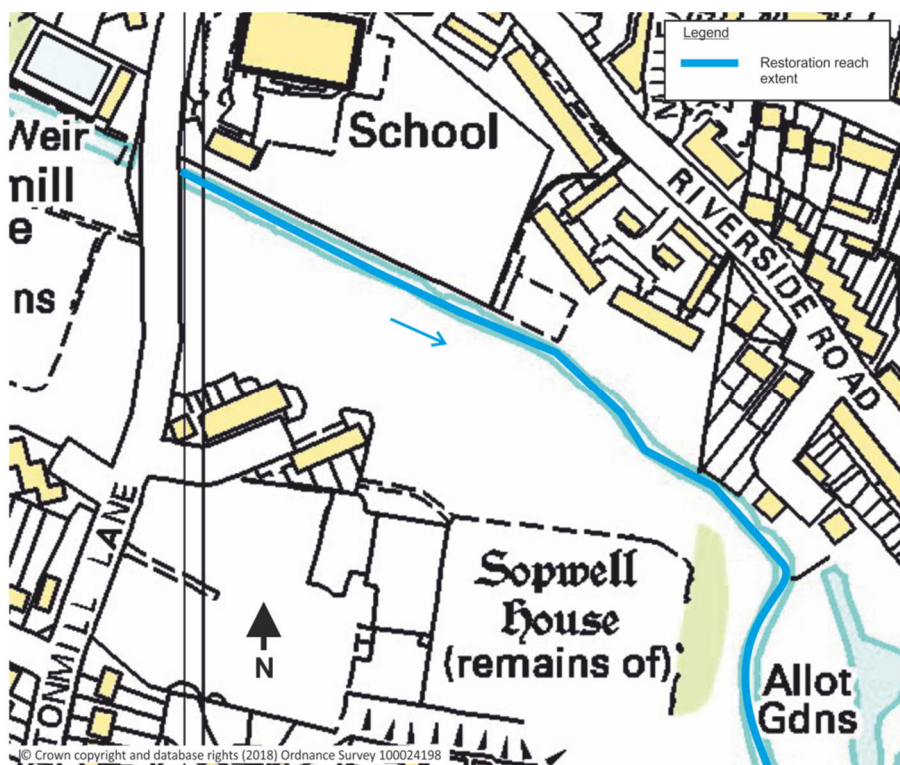 Legend
Restoration reach
extent
Weir
mill
e
ns
School
RIVERSIDE ROAD
TONMILL LANE
Sopwell
House
(remains of)
N
Allot
Gdns
© Crown copyright and database rights (2018) Ordnance Survey 100024198